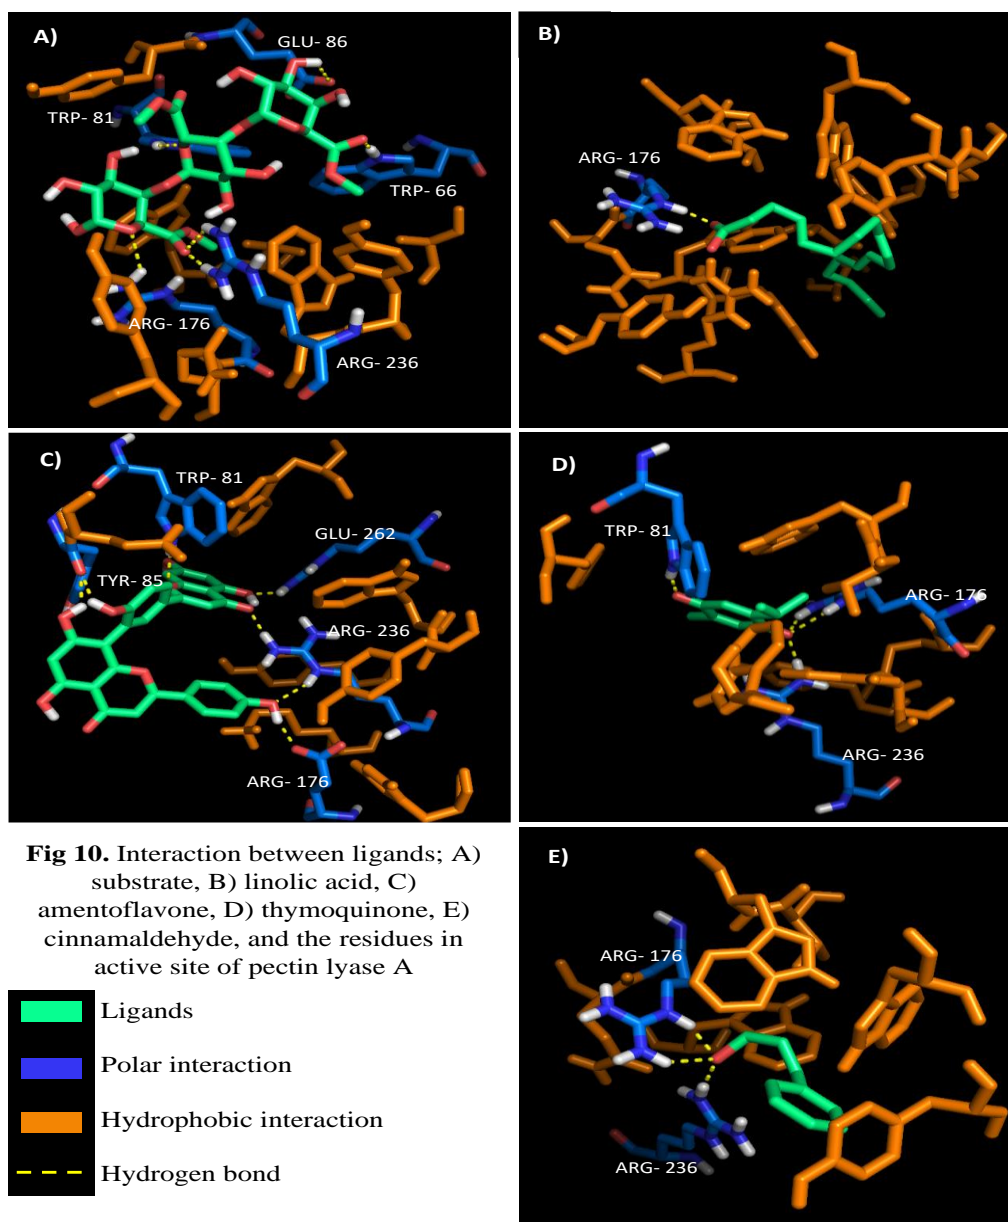 A)
GLU- 86
TRP- 81
TRP- 66
ARG- 176
ARG- 236
B)
ARG- 176
C)
TRP- 81
GLU- 262
TYR- 85
ARG- 236
ARG- 176
D)
TRP- 81
ARG- 176
ARG- 236
Fig 10. Interaction between ligands; A)
substrate, B) linolic acid, C)
amentoflavone, D) thymoquinone, E)
cinnamaldehyde, and the residues in
active site of pectin lyase A
Ligands
Polar interaction
Hydrophobic interaction
Hydrogen bond
E)
ARG- 176
ARG- 236